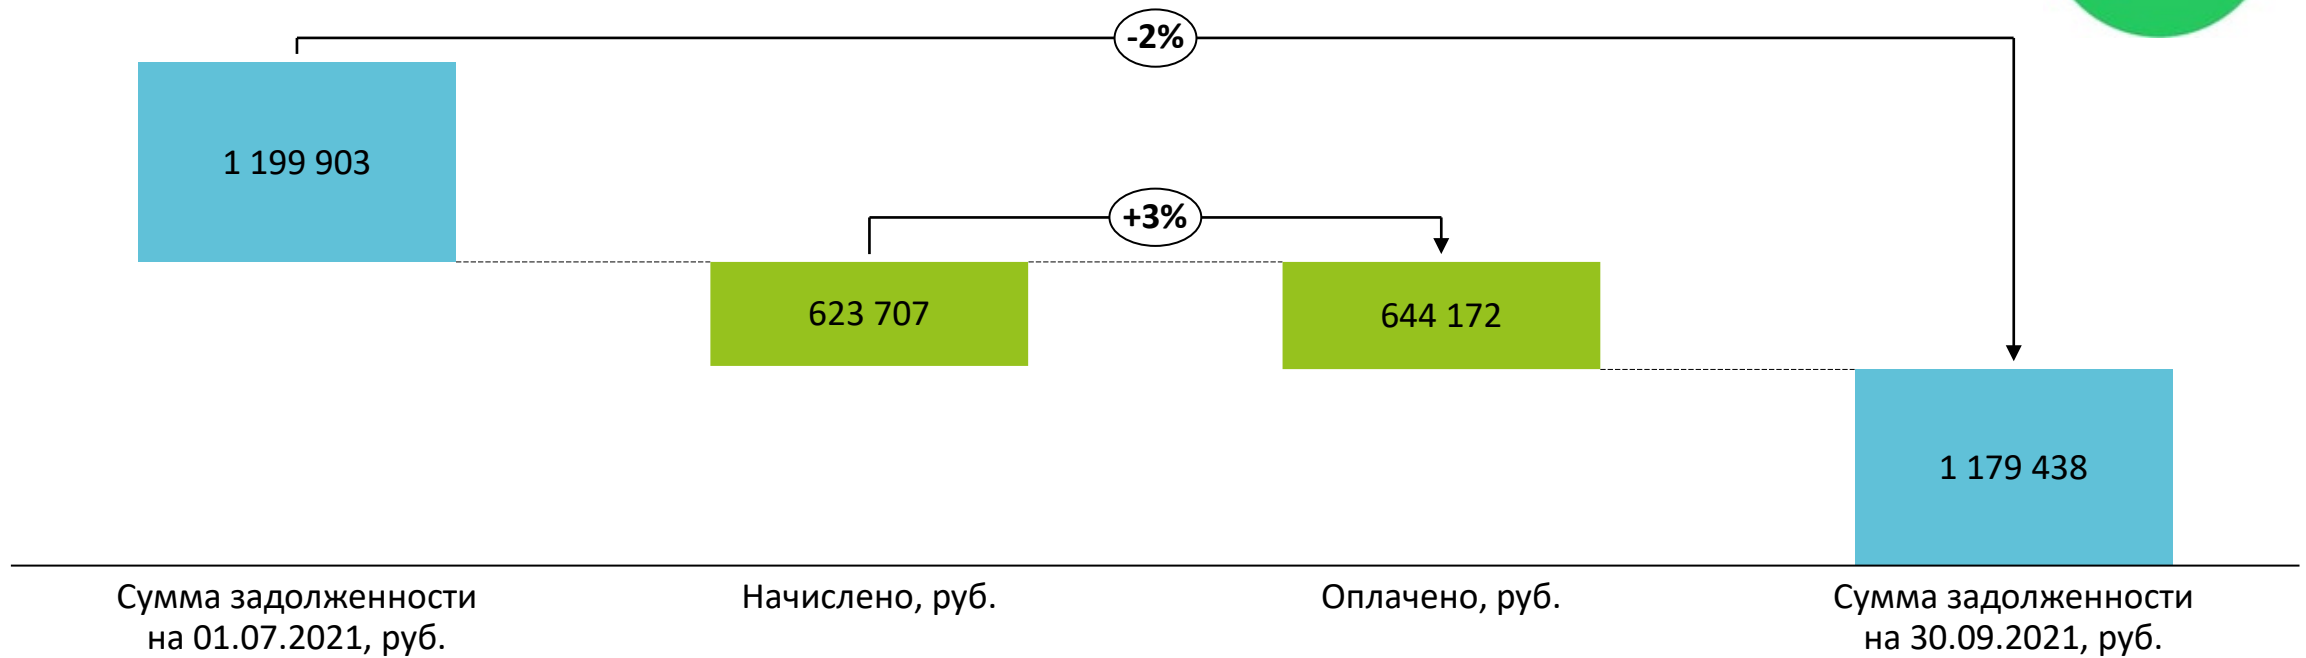 -2%
1 199 903
+3%
623 707
644 172
1 179 438
Сумма задолженности
на 01.07.2021, руб.
Начислено, руб.
Оплачено, руб.
Сумма задолженности
на 30.09.2021, руб.